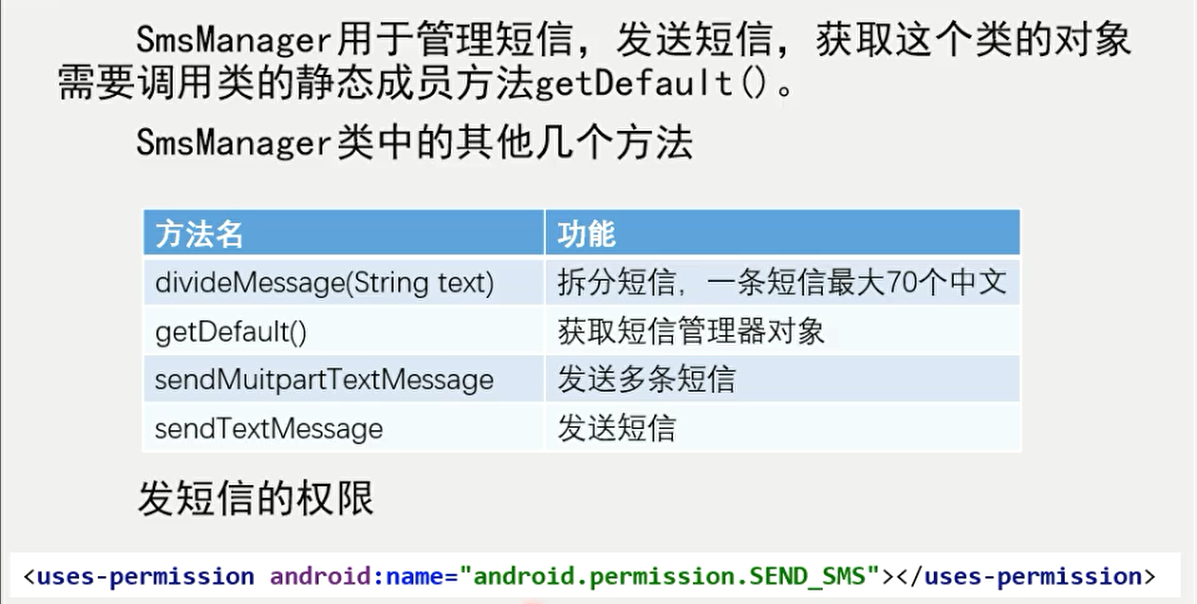 SmsManager用于管理短信，发送短信，获取这个类的对象
需要调用类的静态成员方法getDefault()。
SmsManager类中的其他几个方法
方法名 功能
divideMessage(String text) 拆分短信，一条短信最大70个中文
getDefault() 获取短信管理器对象
sendMuitpartTextMessage 发送多条短信
sendTextMessage 发送短信
发短信的权限
<uses-permission android:name="android.permission.SEND_SMS"></uses-permission>